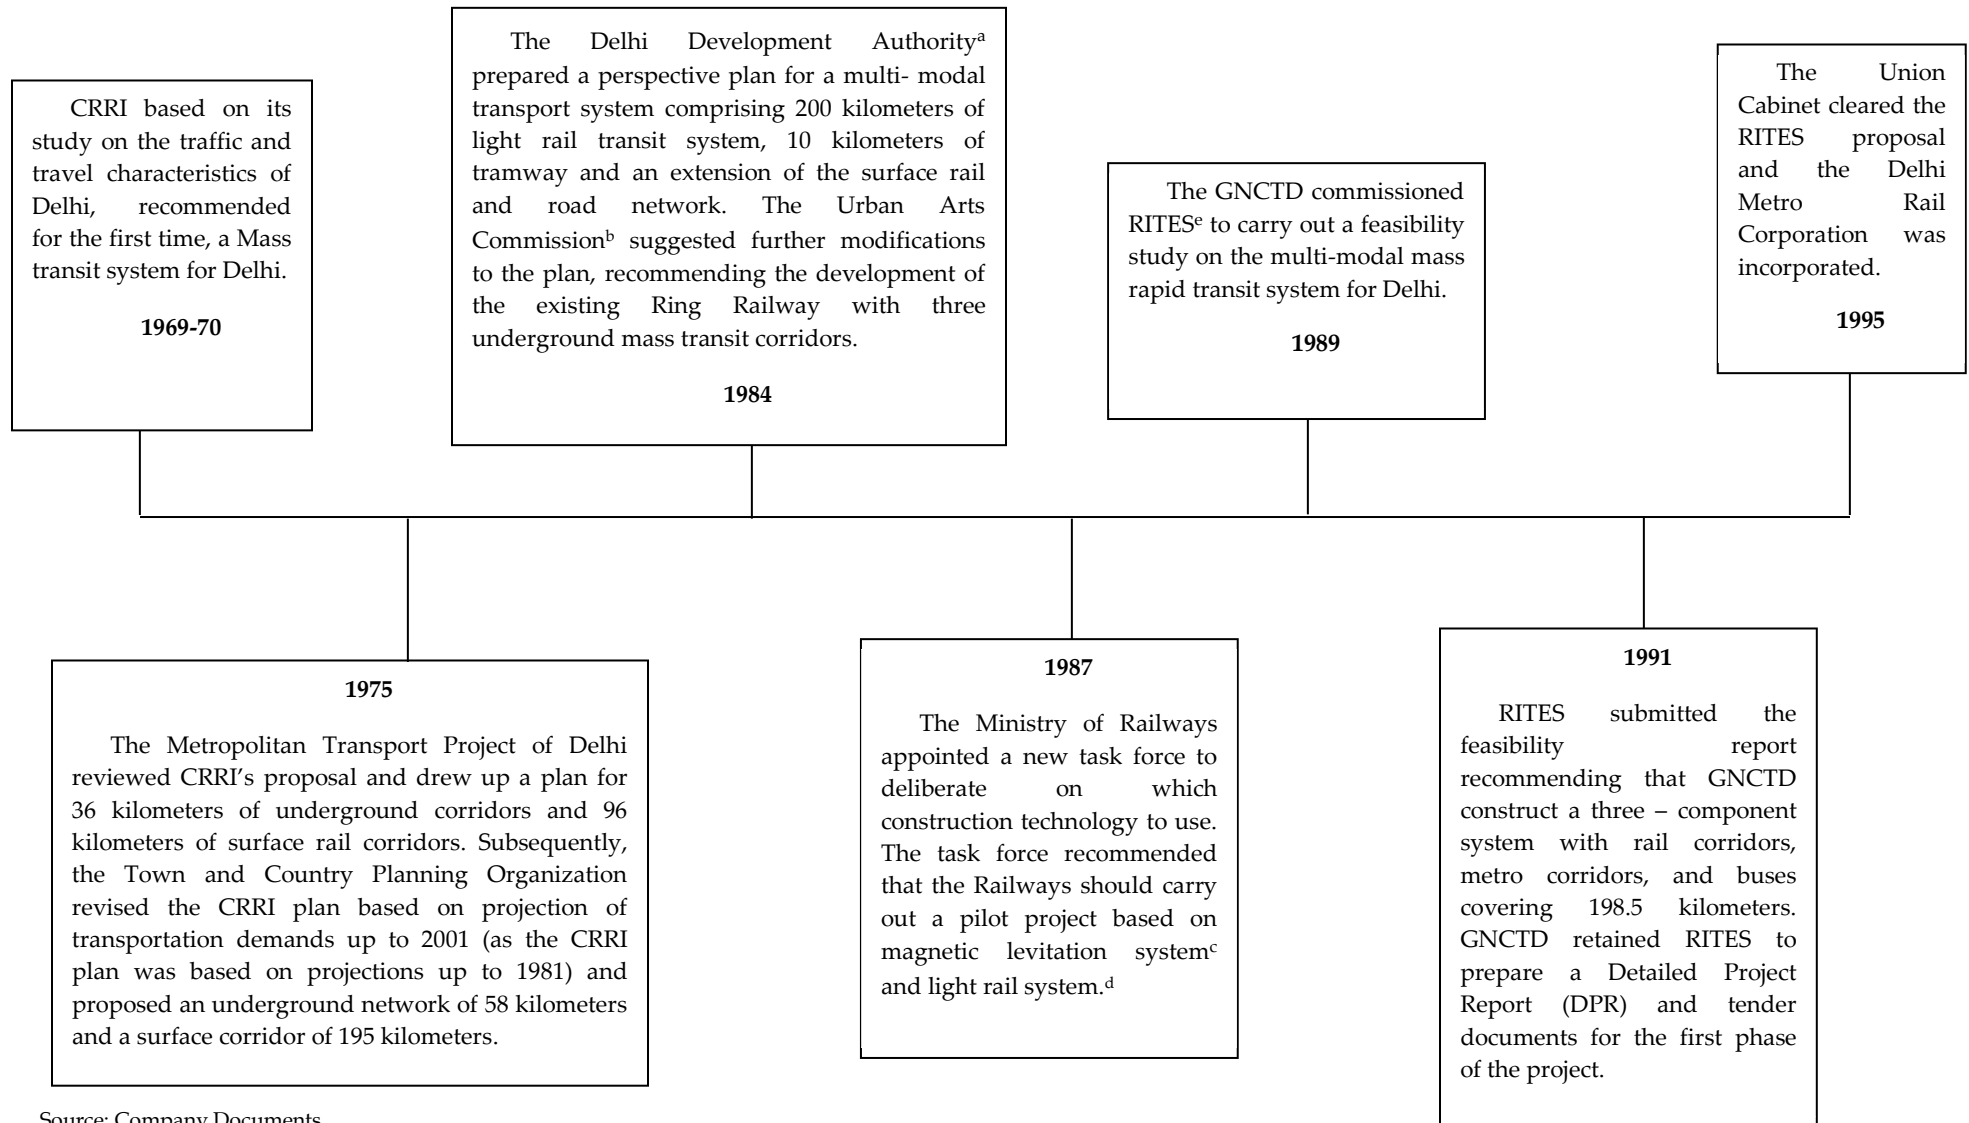 CRRI based on its
study on the traffic and
travel characteristics of
Delhi, recommended
for the first time, a Mass
transit system for Delhi.
1969-70
The Delhi Development Authorityᵃ
prepared a perspective plan for a multi- modal
transport system comprising 200 kilometers of
light rail transit system, 10 kilometers of
tramway and an extension of the surface rail
and road network. The Urban Arts
Commissionᵇ suggested further modifications
to the plan, recommending the development of
the existing Ring Railway with three
underground mass transit corridors.
1984
The GNCTD commissioned
RITESᵉ to carry out a feasibility
study on the multi-modal mass
rapid transit system for Delhi.
1989
The Union
Cabinet cleared the
RITES proposal
and the Delhi
Metro Rail
Corporation was
incorporated.
1995
1975
The Metropolitan Transport Project of Delhi
reviewed CRRI’s proposal and drew up a plan for
36 kilometers of underground corridors and 96
kilometers of surface rail corridors. Subsequently,
the Town and Country Planning Organization
revised the CRRI plan based on projection of
transportation demands up to 2001 (as the CRRI
plan was based on projections up to 1981) and
proposed an underground network of 58 kilometers
and a surface corridor of 195 kilometers.
1987
The Ministry of Railways
appointed a new task force to
deliberate on which
construction technology to use.
The task force recommended
that the Railways should carry
out a pilot project based on
magnetic levitation systemᶜ
and light rail system.ᵈ
1991
RITES submitted the
feasibility report
recommending that GNCTD
construct a three – component
system with rail corridors,
metro corridors, and buses
covering 198.5 kilometers.
GNCTD retained RITES to
prepare a Detailed Project
Report (DPR) and tender
documents for the first phase
of the project.
Source: Company Documents